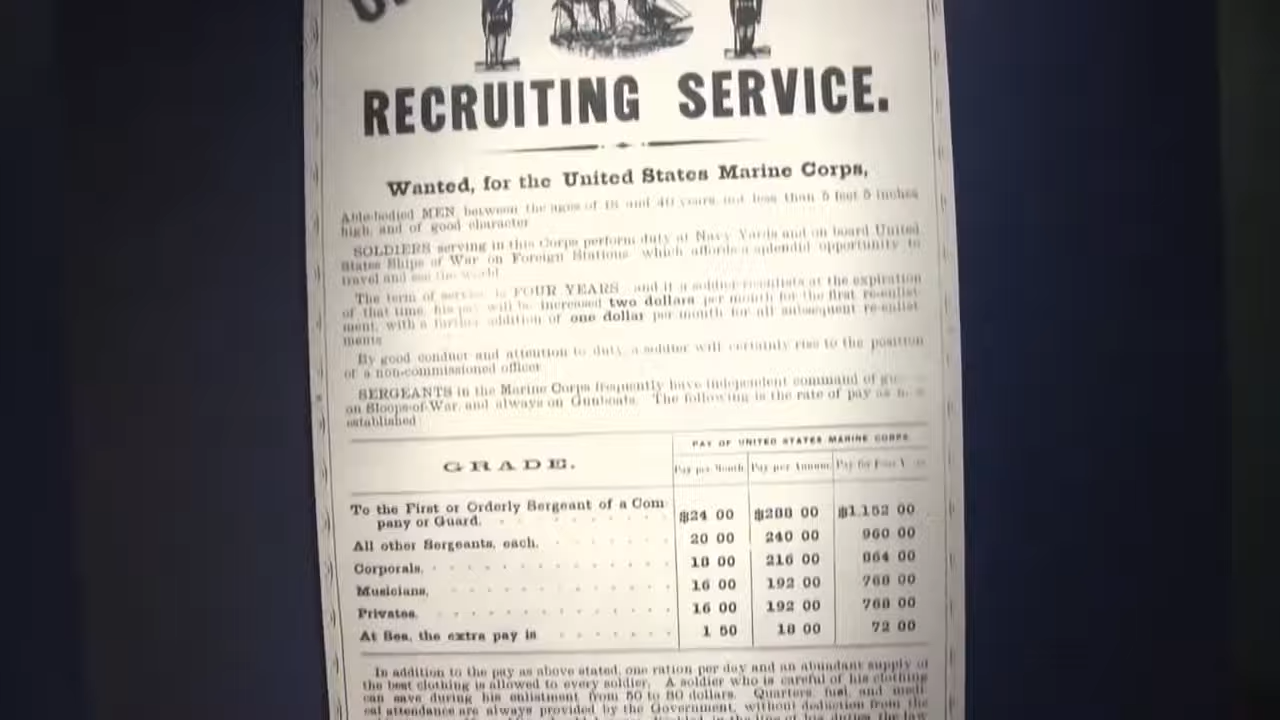 RECRUITING SERVICE.
Wanted, for the United States Marine Corps,
Able-bodied MEN, between the ages of 18 and 40 years, not less than 5 feet 5 inches
high, and of good character
SOLDIERS serving in this Corps perform duty at Navy Yards and on board United
States Ships of War on Foreign Stations which affords a splendid opportunity to
travel and see the world
The term of service is FOUR YEARS and if a soldier reenlists at the expiration
of that time, his pay will be increased two dollars per month for the first re-enlist
ment, with a further addition of one dollar per month for all subsequent re-enlist
ments
By good conduct and attention to duty, a soldier will certainly rise to the position
of a non-commissioned officer
SERGEANTS in the Marine Corps frequently have independent command of
on Sloops-of-War, and always on Gunboats. The following is the rate of pay as
established
GRADE.
PAY OF UNITED STATES MARINE CORPS
Pay per Month Pay per Annum Pay for Four
To the First or Orderly Sergeant of a Com
pany or Guard. $24 00 $288 00 $1.152 00
All other Sergeants, each. 20 00 240 00 960 00
Corporals, 18 00 216 00 864 00
Musicians, 16 00 192 00 768 00
Privates, 16 00 192 00 768 00
At Sea, the extra pay is 1 50 18 00 72 00
In addition to the pay as above stated, one ration per day and an abundant supply of
the best clothing is allowed to every soldier. A soldier who is careful of his clothing
can save during his enlistment from 50 to 80 dollars. Quarters, fuel, and medi
cal attendance are always provided by the Government, without deduction from the
in the line of his duties the law